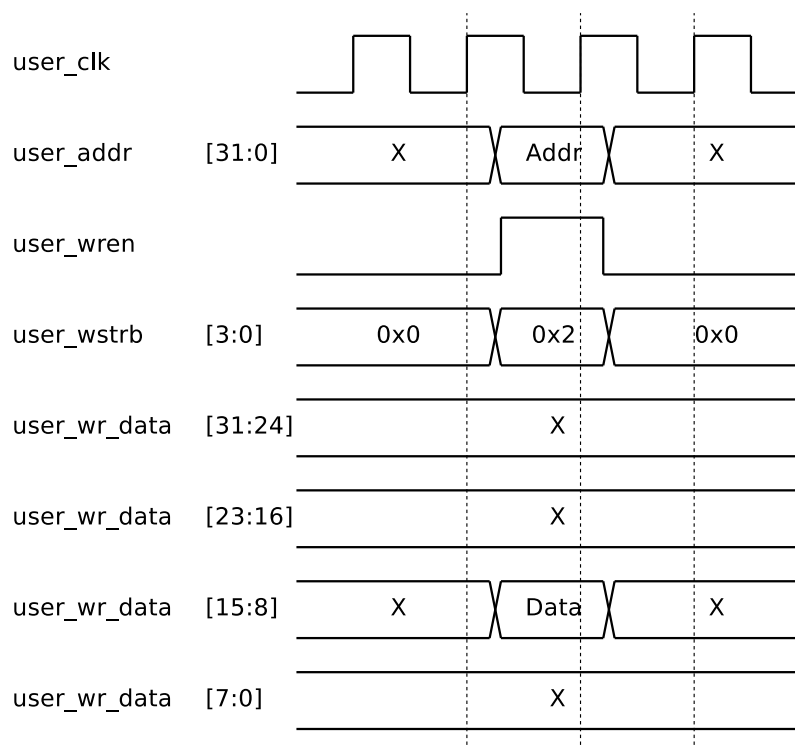 user_clk
user_addr [31:0] X Addr X
user_wren
user_wstrb [3:0] 0x0 0x2 0x0
user_wr_data [31:24] X
user_wr_data [23:16] X
user_wr_data [15:8] X Data X
user_wr_data [7:0] X